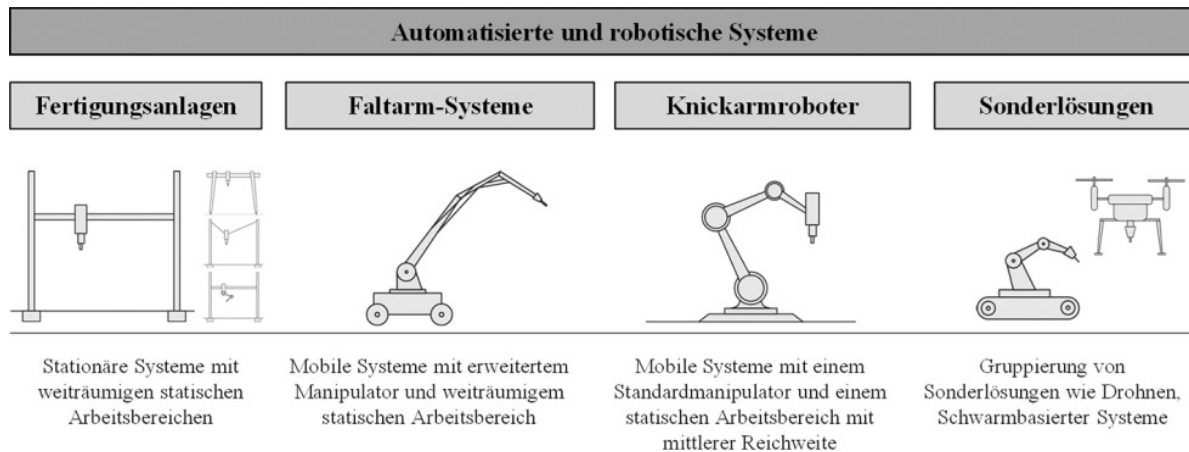 Automatisierte und robotische Systeme
Fertigungsanlagen
Faltarm-Systeme
Knickarmroboter
Sonderlösungen
Stationäre Systeme mit
weiträumigen statischen
Arbeitsbereichen
Mobile Systeme mit erweitertem
Manipulator und weiträumigem
statischen Arbeitsbereich
Mobile Systeme mit einem
Standardmanipulator und einem
statischen Arbeitsbereich mit
mittlerer Reichweite
Gruppierung von
Sonderlösungen wie Drohnen,
Schwarmbasierter Systeme